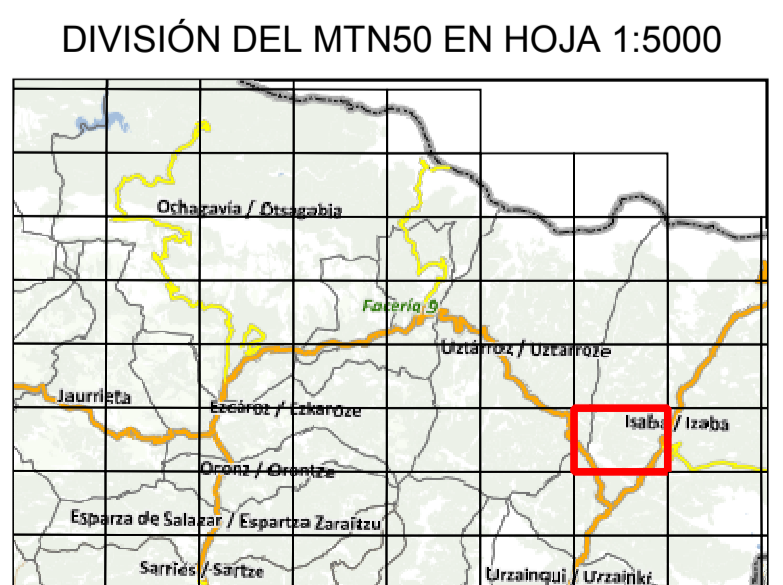 DIVISIÓN DEL MTN50 EN HOJA 1:5000
Ochagavía / Otsagabia
Facería 9
Uztárroz / Uztarroze
Jaurrieta
Ezcároz / Ezkaroze
Isaba / Izaba
Oronz / Orontze
Esparza de Salazar / Espartza Zaraitzu
Sarriés / Sartze
Urzainqui / Urzainki